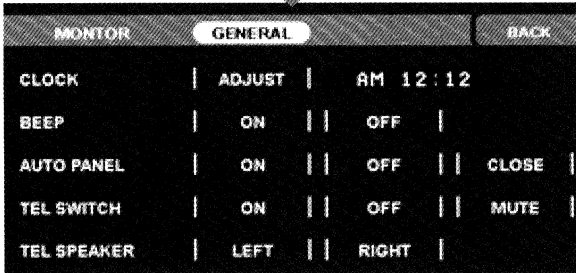 MONTOR GENERAL BACK
CLOCK ADJUST AM 12:12
BEEP ON OFF
AUTO PANEL ON OFF CLOSE
TEL SWITCH ON OFF MUTE
TEL SPEAKER LEFT RIGHT